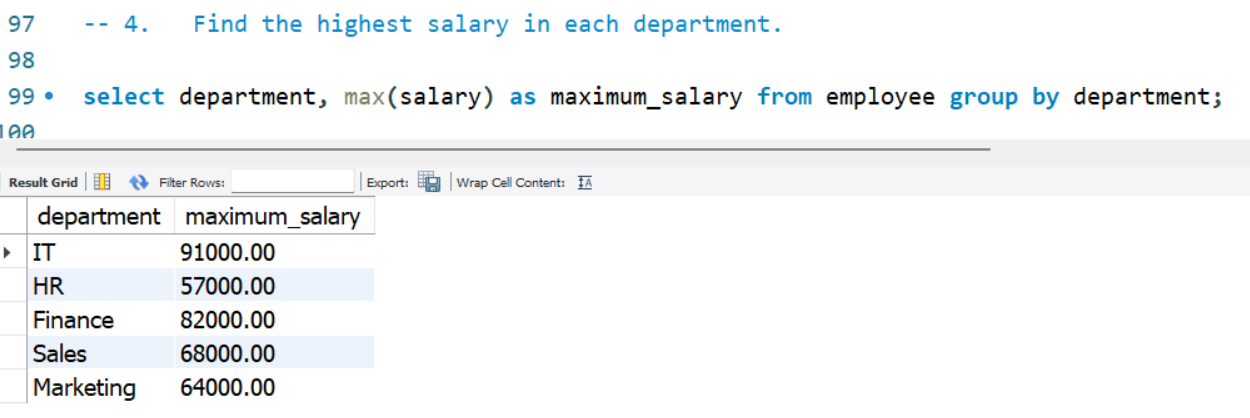 97 -- 4. Find the highest salary in each department.
98
99 select department, max(salary) as maximum_salary from employee group by department;
100
Result Grid Filter Rows: Export: Wrap Cell Content: IA
department maximum_salary
IT 91000.00
HR 57000.00
Finance 82000.00
Sales 68000.00
Marketing 64000.00